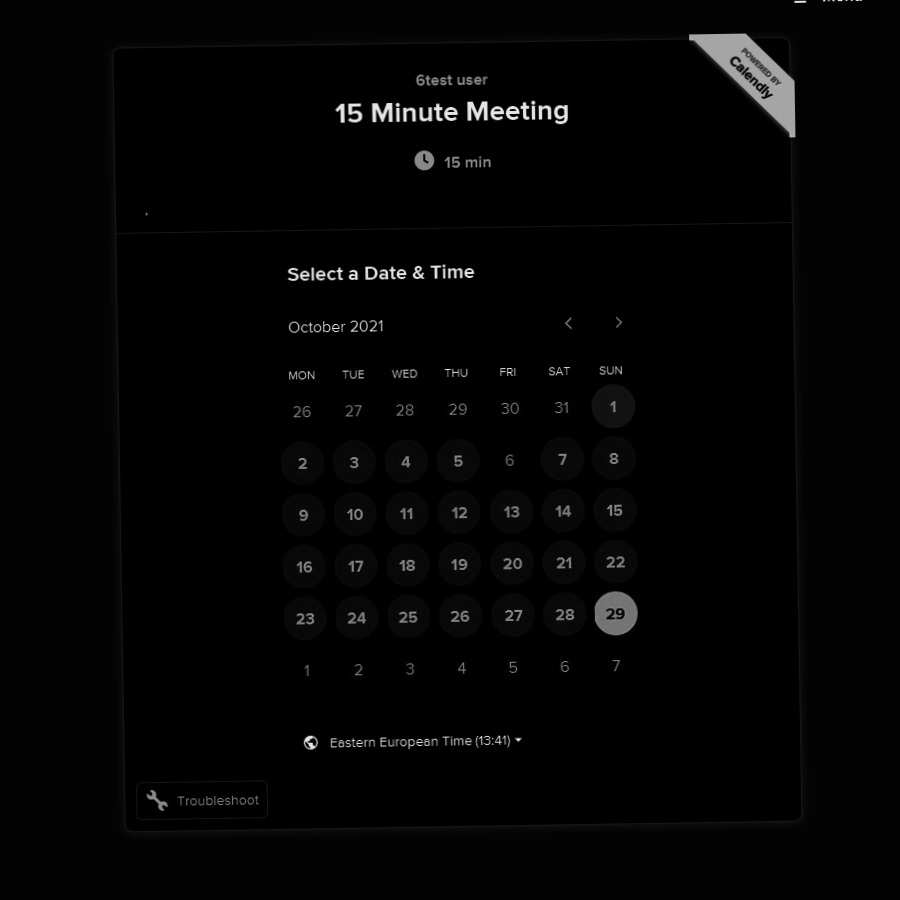 Menu
POWERED BY
Calendly
6test user
15 Minute Meeting
15 min
Select a Date & Time
October 2021
MON TUE WED THU FRI SAT SUN
26 27 28 29 30 31 1
2 3 4 5 6 7 8
9 10 11 12 13 14 15
16 17 18 19 20 21 22
23 24 25 26 27 28 29
1 2 3 4 5 6 7
Eastern European Time (13:41)
Troubleshoot